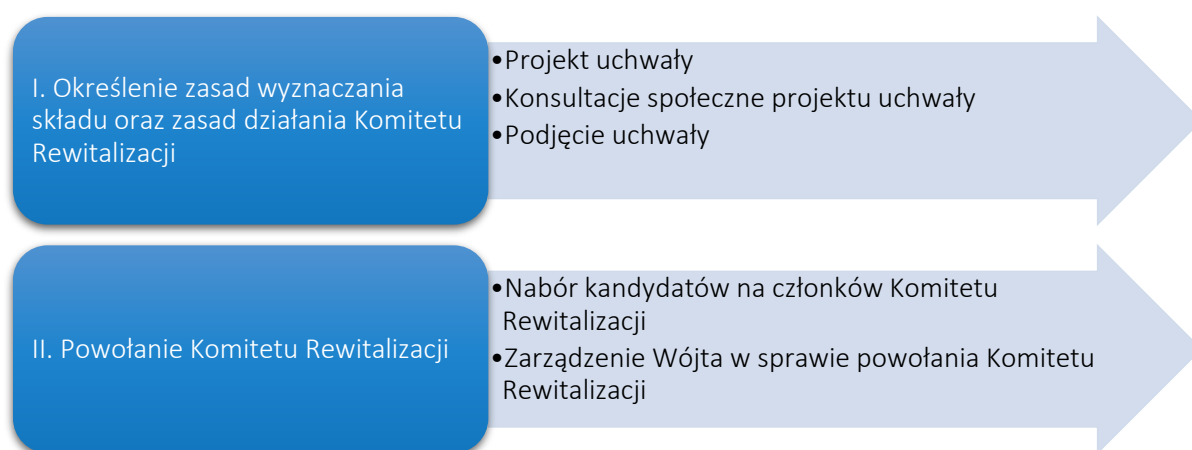 I. Określenie zasad wyznaczania
składu oraz zasad działania Komitetu
Rewitalizacji
•Projekt uchwały
•Konsultacje społeczne projektu uchwały
•Podjęcie uchwały
II. Powołanie Komitetu Rewitalizacji
•Nabór kandydatów na członków Komitetu
Rewitalizacji
•Zarządzenie Wójta w sprawie powołania Komitetu
Rewitalizacji